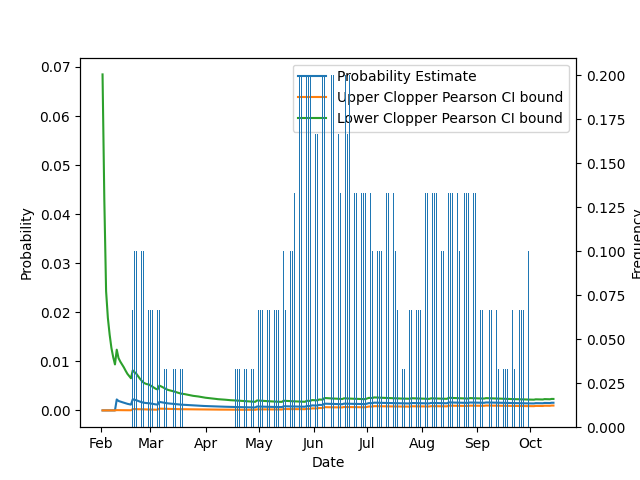 Probability Estimate
Upper Clopper Pearson CI bound
Lower Clopper Pearson CI bound
0.07
0.06
0.05
0.04
0.03
0.02
0.01
0.00
Probability
0.200
0.175
0.150
0.125
0.100
0.075
0.050
0.025
0.000
Frequency
Feb Mar Apr May Jun Jul Aug Sep Oct
Date